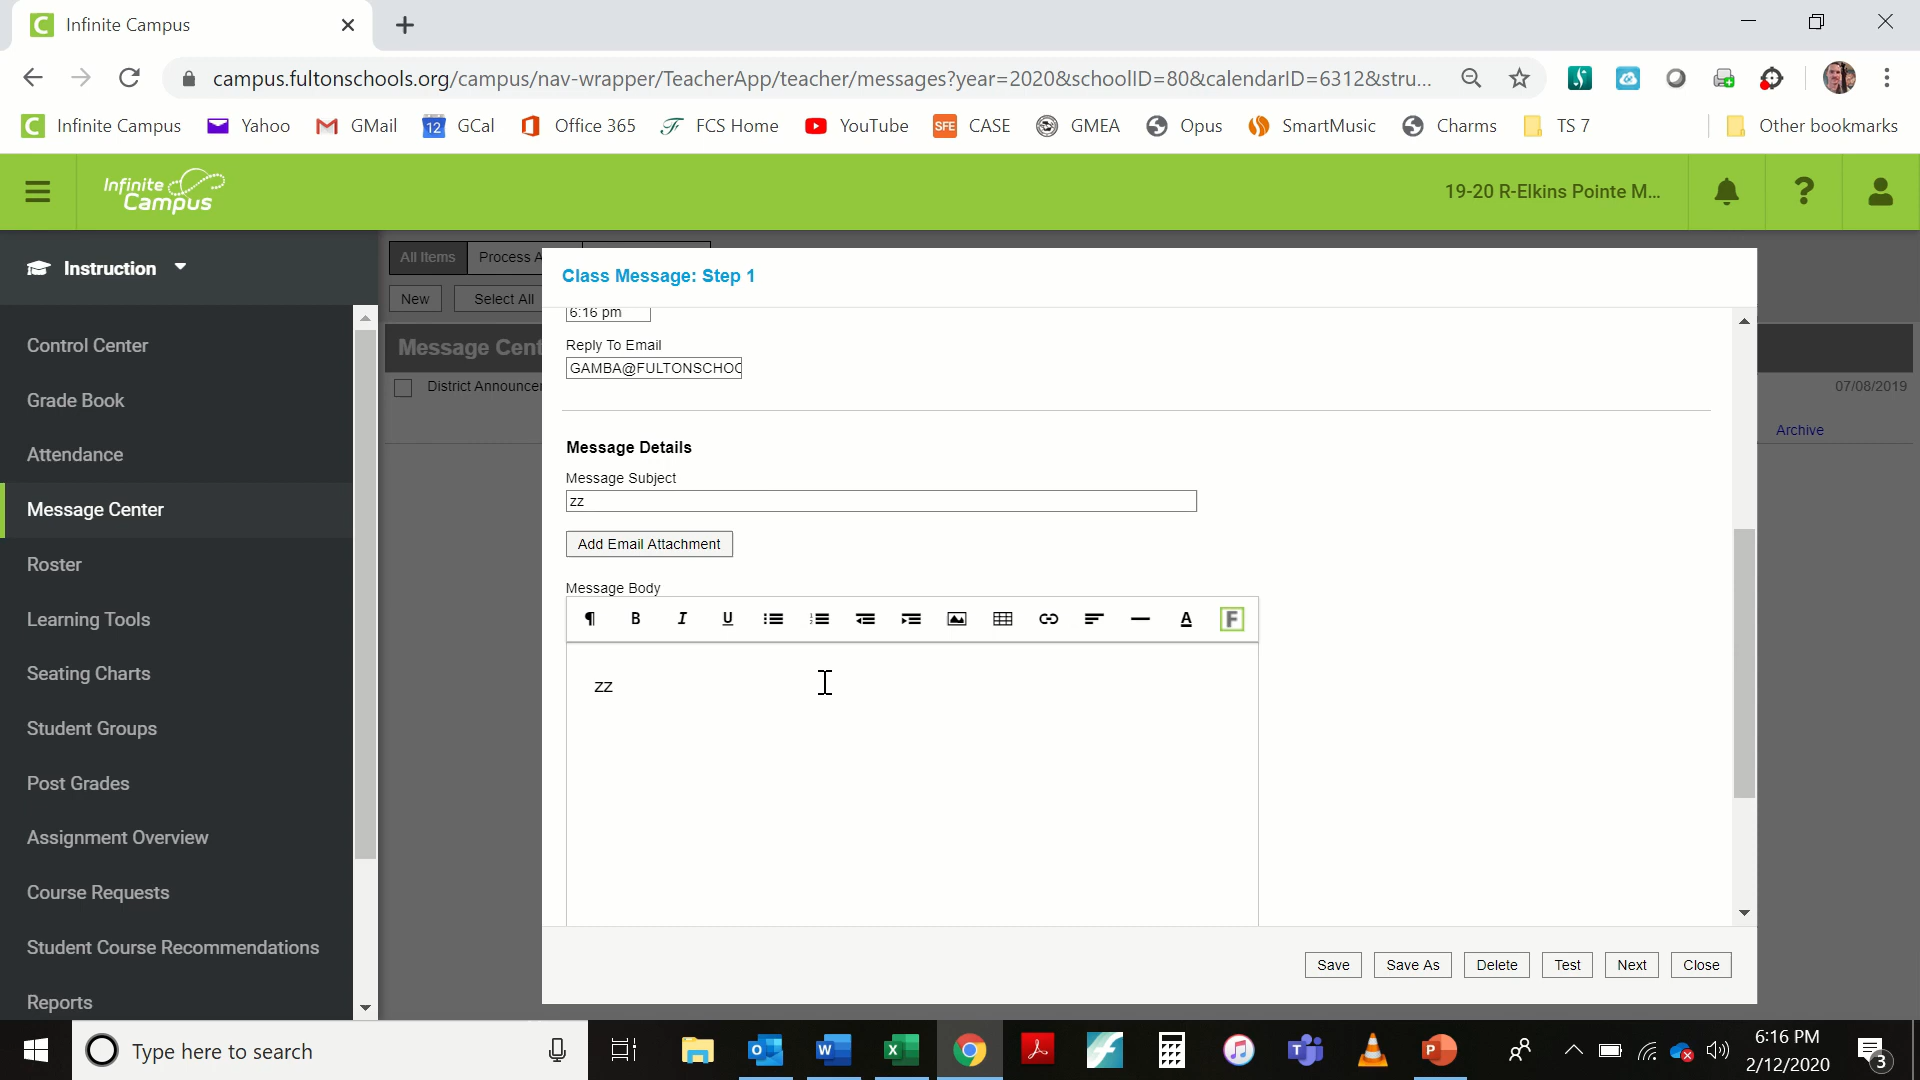 Infinite Campus
campus.fultonschools.org/campus/nav-wrapper/TeacherApp/teacher/messages?year=2020&schoolID=80&calendarID=6312&stru...
Infinite Campus
Yahoo
GMail
12
GCal
Office 365
FCS Home
YouTube
SFE
CASE
GMEA
Opus
SmartMusic
Charms
TS 7
Other bookmarks
Infinite Campus
19-20 R-Elkins Pointe M...
Instruction
Control Center
Grade Book
Attendance
Message Center
Roster
Learning Tools
Seating Charts
Student Groups
Post Grades
Assignment Overview
Course Requests
Student Course Recommendations
Reports
All Items
Process A
New
Select All
Message Cent
District Announcer
07/08/2019
Archive
Class Message: Step 1
6:16 pm
Reply To Email
GAMBA@FULTONSCHOC
Message Details
Message Subject
zz
Add Email Attachment
Message Body
¶ B I U A F
zz
Save
Save As
Delete
Test
Next
Close
Type here to search
6:16 PM
2/12/2020
3